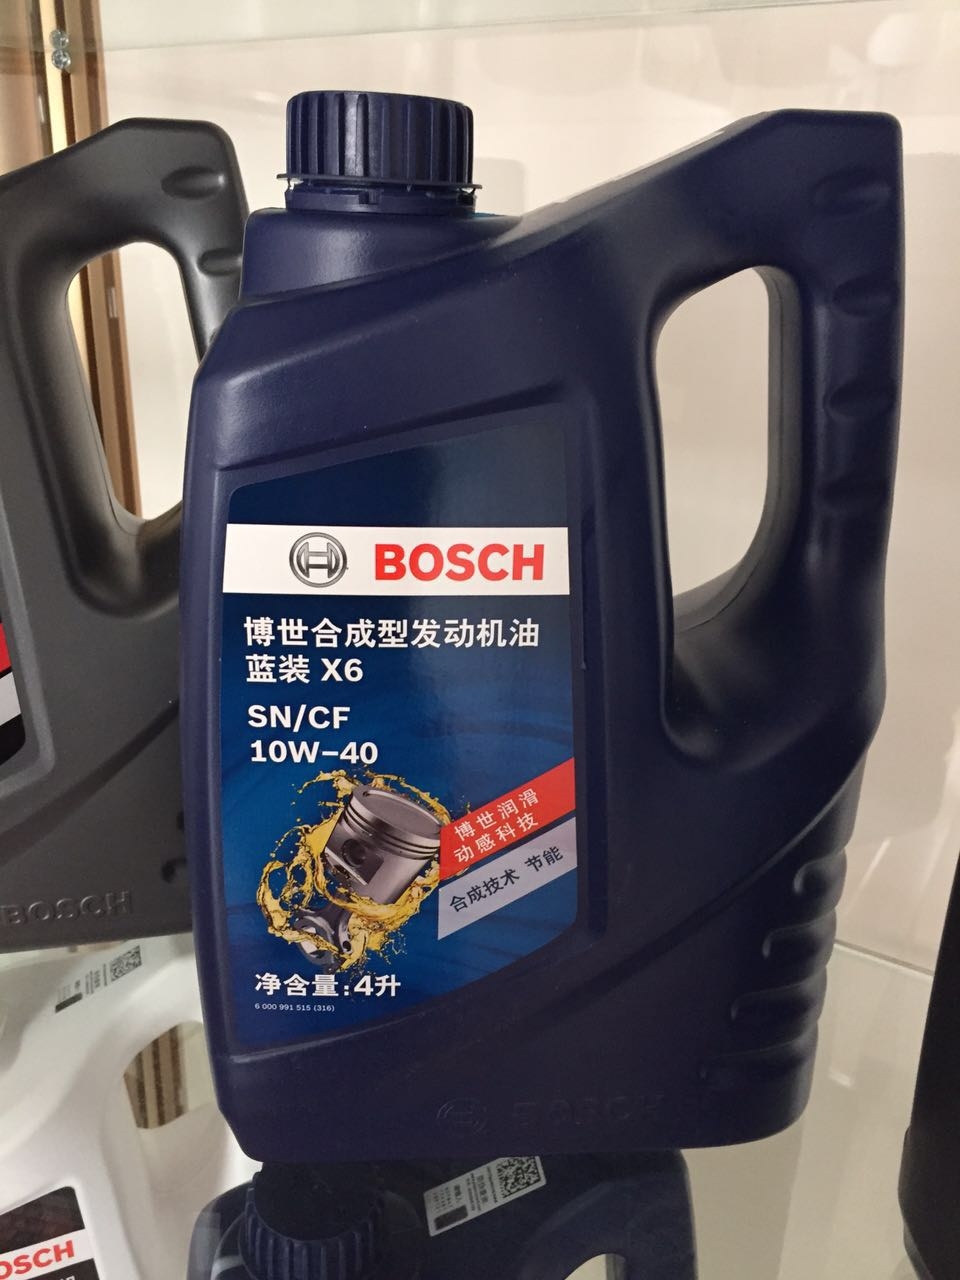 BOSCH
博世合成型发动机油
蓝装 X6
SN/CF
10W-40
博世润滑
动感科技
合成技术 节能
净含量:4升
6 000 991 515 (316)
BOSCH
BOSCH
OSCH